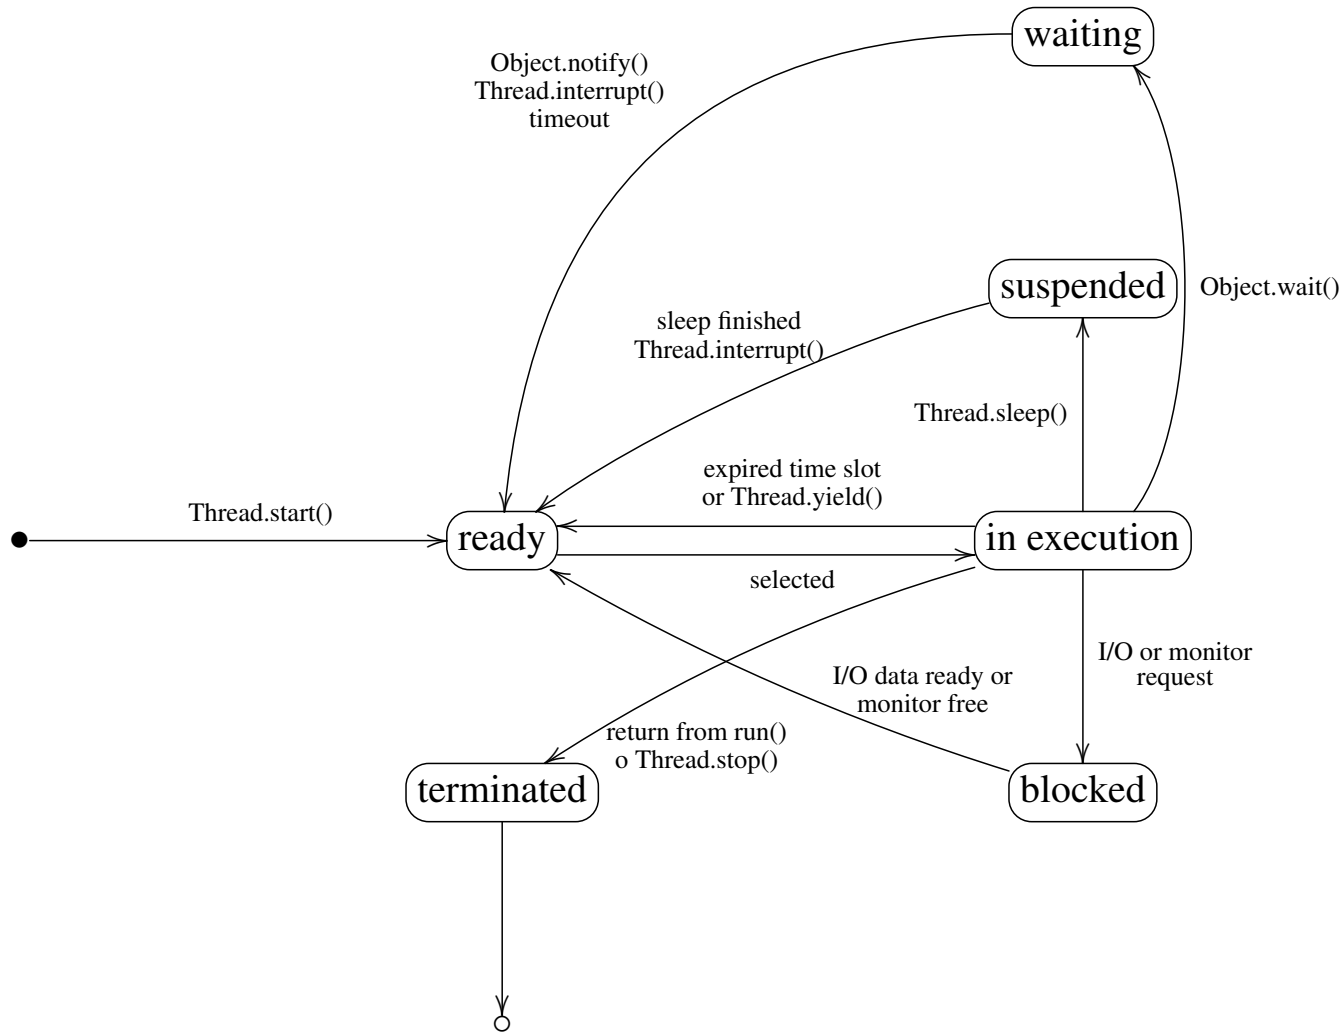 waiting
Object.notify()
Thread.interrupt()
timeout
suspended
Object.wait()
sleep finished
Thread.interrupt()
Thread.sleep()
expired time slot
or Thread.yield()
Thread.start()
ready
in execution
selected
I/O or monitor
request
I/O data ready or
monitor free
return from run()
o Thread.stop()
terminated
blocked